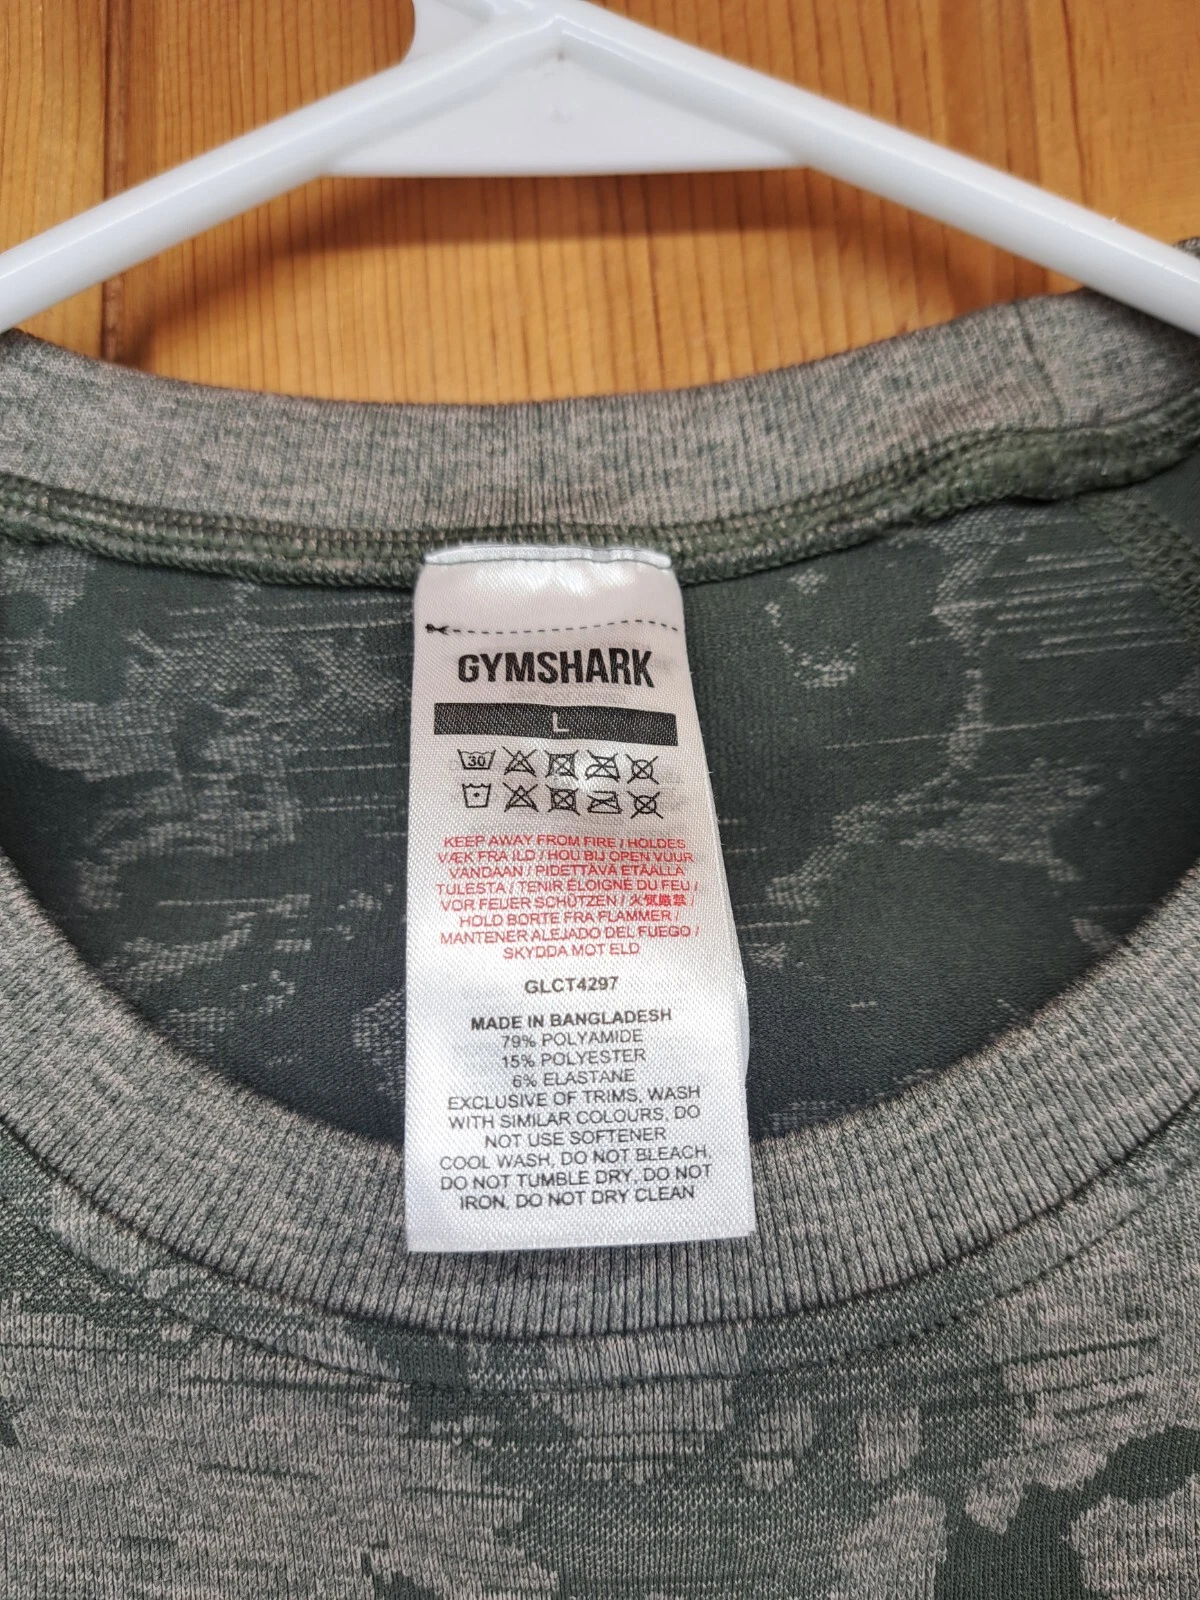 GYMSHARK
L
30
KEEP AWAY FROM FIRE / HOLDES
VÆK FRA ILD / HOU BIJ OPEN VUUR
VANDAAN / PIDETTÄVÄ ETÄÄLLÄ
TULESTA / TENIR ÉLOIGNÉ DU FEU /
VOR FEUER SCHÜTZEN / 火気厳禁 /
HOLD BORTE FRA FLAMMER /
MANTENER ALEJADO DEL FUEGO /
SKYDDA MOT ELD
GLCT4297
MADE IN BANGLADESH
79% POLYAMIDE
15% POLYESTER
6% ELASTANE
EXCLUSIVE OF TRIMS, WASH
WITH SIMILAR COLOURS, DO
NOT USE SOFTENER
COOL WASH, DO NOT BLEACH,
DO NOT TUMBLE DRY, DO NOT
IRON, DO NOT DRY CLEAN